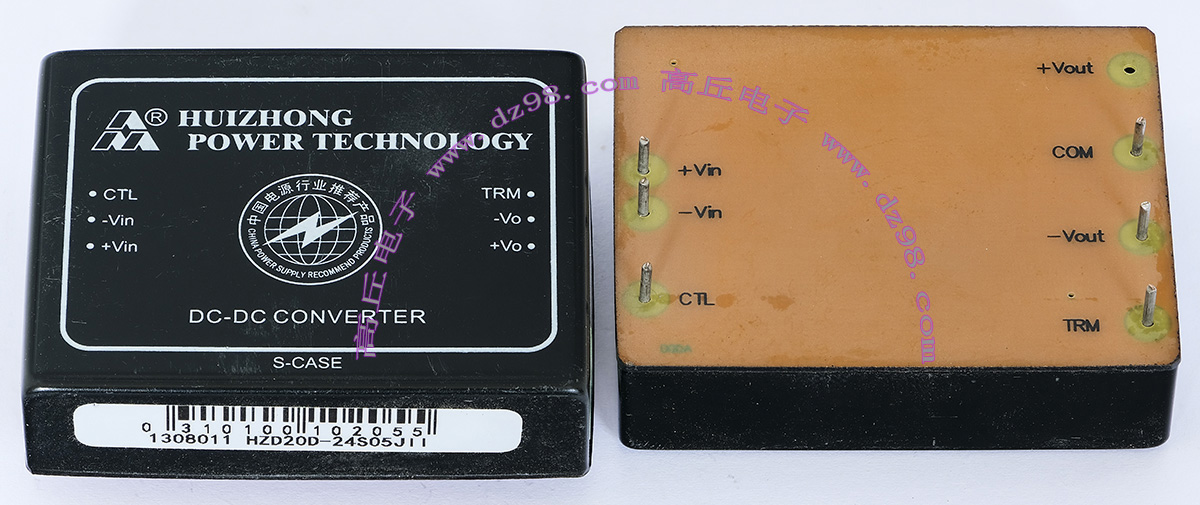 HUIZHONG
POWER TECHNOLOGY
®
CTL
-Vin
+Vin
TRM
-Vo
+Vo
中国电源行业推荐产品
CHINA POWER SUPPLY RECOMMEND PRODUCTS
DC-DC CONVERTER
S-CASE
0 310100 102055
1308011 HZD20D-24S05JII
+Vout
COM
-Vout
TRM
+Vin
-Vin
CTL
高丘电子 www.dz98.com
高丘电子 www.dz98.com